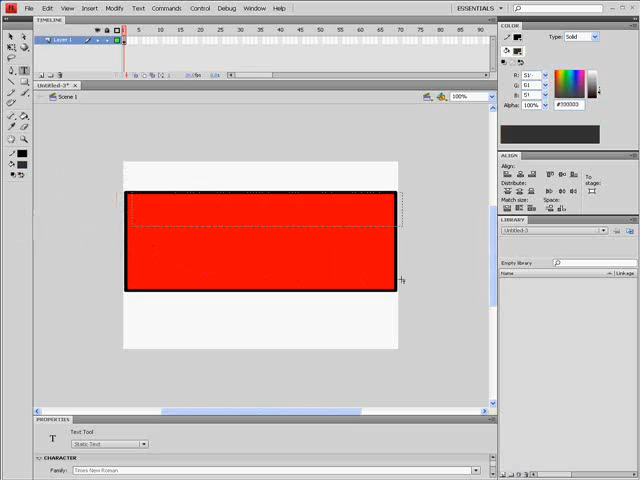 Fl File Edit View Insert Modify Text Commands Control Debug Window Help ESSENTIALS
TIMELINE
1 5 10 15 20 25 30 35 40 45 50 55 60 65 70 75 80 85 90
Layer 1
Untitled-3*
Scene 1
100%
COLOR
Type: Solid
R: 51
G: 51
B: 51
Alpha: 100% #333333
ALIGN
Align:
Distribute:
Match size: Space:
To stage:
LIBRARY
Untitled-3
Empty library
Name Linkage
PROPERTIES
T Text Tool
Static Text
CHARACTER
Family: Times New Roman